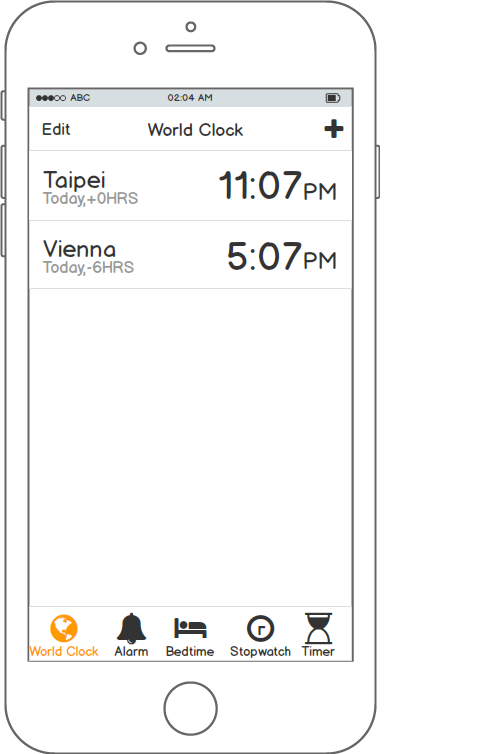 ABC 02:04 AM
Edit World Clock
Taipei 11:07PM
Today,+0HRS
Vienna 5:07PM
Today,-6HRS
World Clock Alarm Bedtime Stopwatch Timer